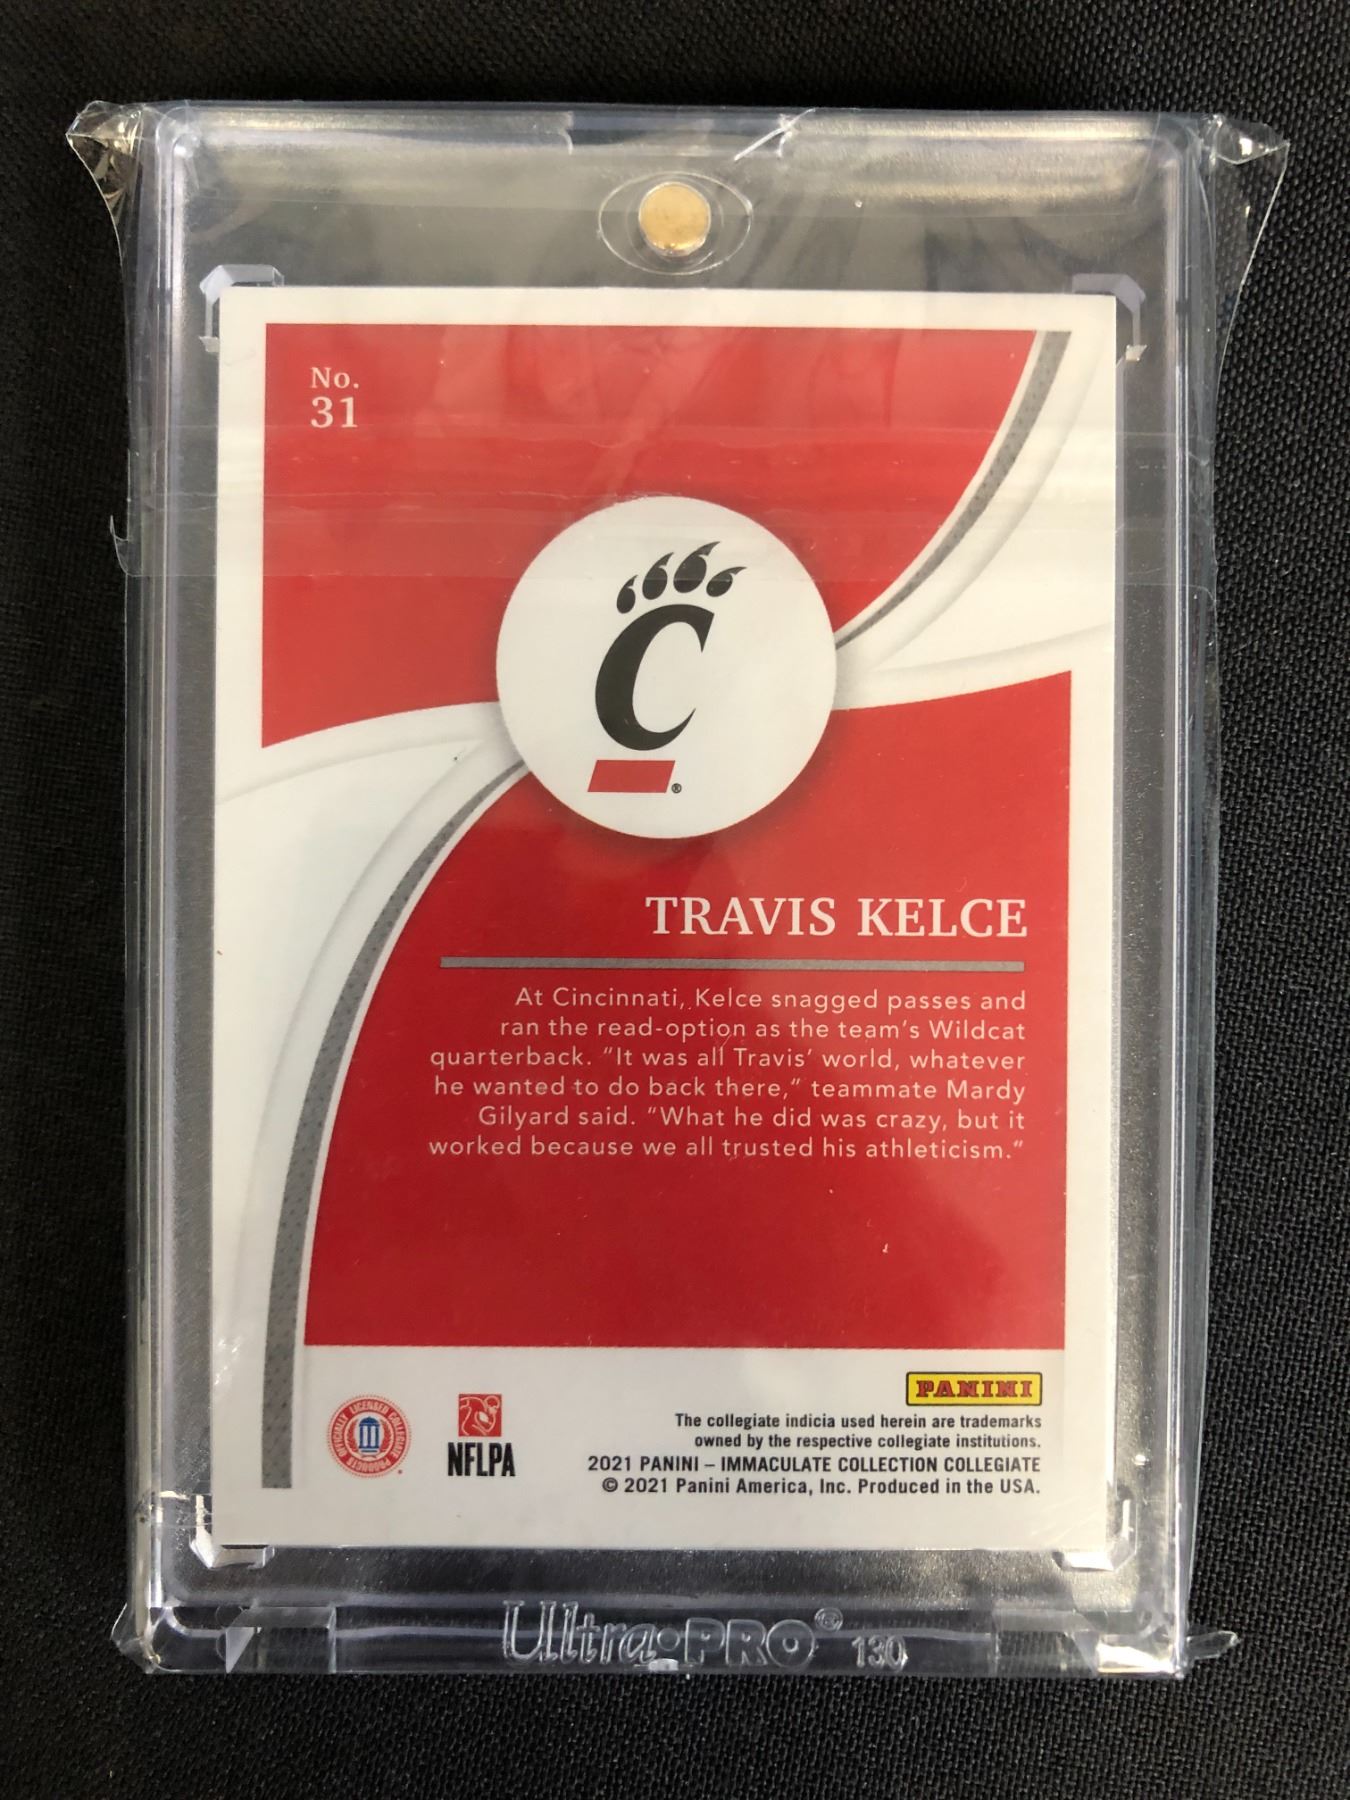 No.
31
C
®
TRAVIS KELCE
At Cincinnati, Kelce snagged passes and
ran the read-option as the team's Wildcat
quarterback. "It was all Travis' world, whatever
he wanted to do back there," teammate Mardy
Gilyard said. "What he did was crazy, but it
worked because we all trusted his athleticism."
PANINI
OFFICIALLY LICENSED COLLEGIATE PRODUCTS
NFLPA
The collegiate indicia used herein are trademarks
owned by the respective collegiate institutions.
2021 PANINI – IMMACULATE COLLECTION COLLEGIATE
© 2021 Panini America, Inc. Produced in the USA.
Ultra•PRO® 130